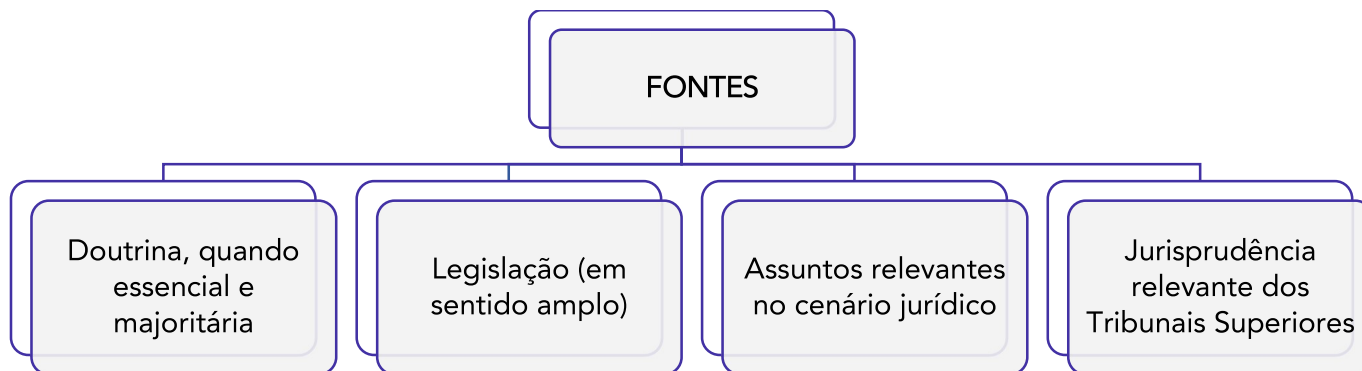 FONTES
Doutrina, quando
essencial e
majoritária
Legislação (em
sentido amplo)
Assuntos relevantes
no cenário jurídico
Jurisprudência
relevante dos
Tribunais Superiores